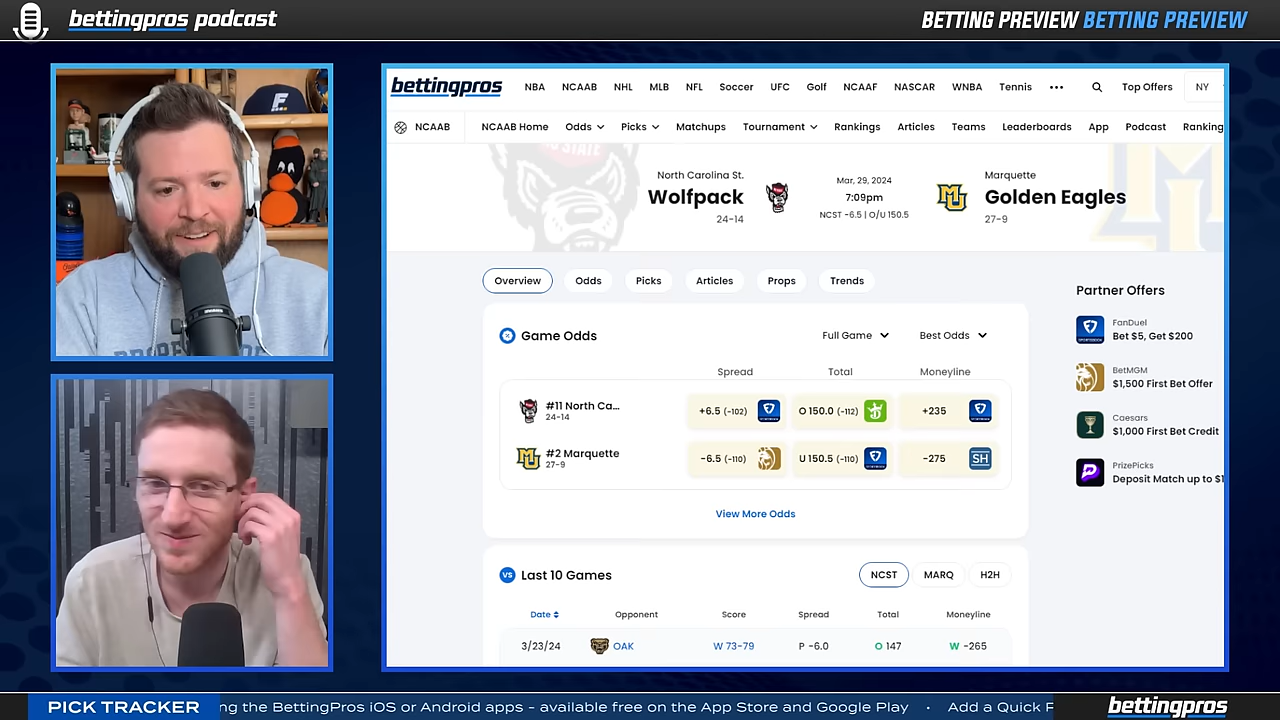 bettingpros podcast
BETTING PREVIEW BETTING PREVIEW
bettingpros NBA NCAAB NHL MLB NFL Soccer UFC Golf NCAAF NASCAR WNBA Tennis ••• Top Offers NY
NCAAB NCAAB Home Odds Picks Matchups Tournament Rankings Articles Teams Leaderboards App Podcast Ranking
North Carolina St.
Wolfpack
24-14
Mar, 29, 2024
7:09pm
NCST -6.5 | O/U 150.5
Marquette
Golden Eagles
27-9
Overview Odds Picks Articles Props Trends
Game Odds Full Game Best Odds
Spread Total Moneyline
#11 North Ca...
24-14
+6.5 (-102) O 150.0 (-112) +235
#2 Marquette
27-9
-6.5 (-110) U 150.5 (-110) -275 SH
View More Odds
VS Last 10 Games NCST MARQ H2H
Date Opponent Score Spread Total Moneyline
3/23/24 OAK W 73-79 P -6.0 O 147 W -265
Partner Offers
FanDuel
Bet $5, Get $200
BetMGM
$1,500 First Bet Offer
Caesars
$1,000 First Bet Credit
PrizePicks
Deposit Match up to $1
PICK TRACKER ng the BettingPros iOS or Android apps - available free on the App Store and Google Play • Add a Quick P
bettingpros